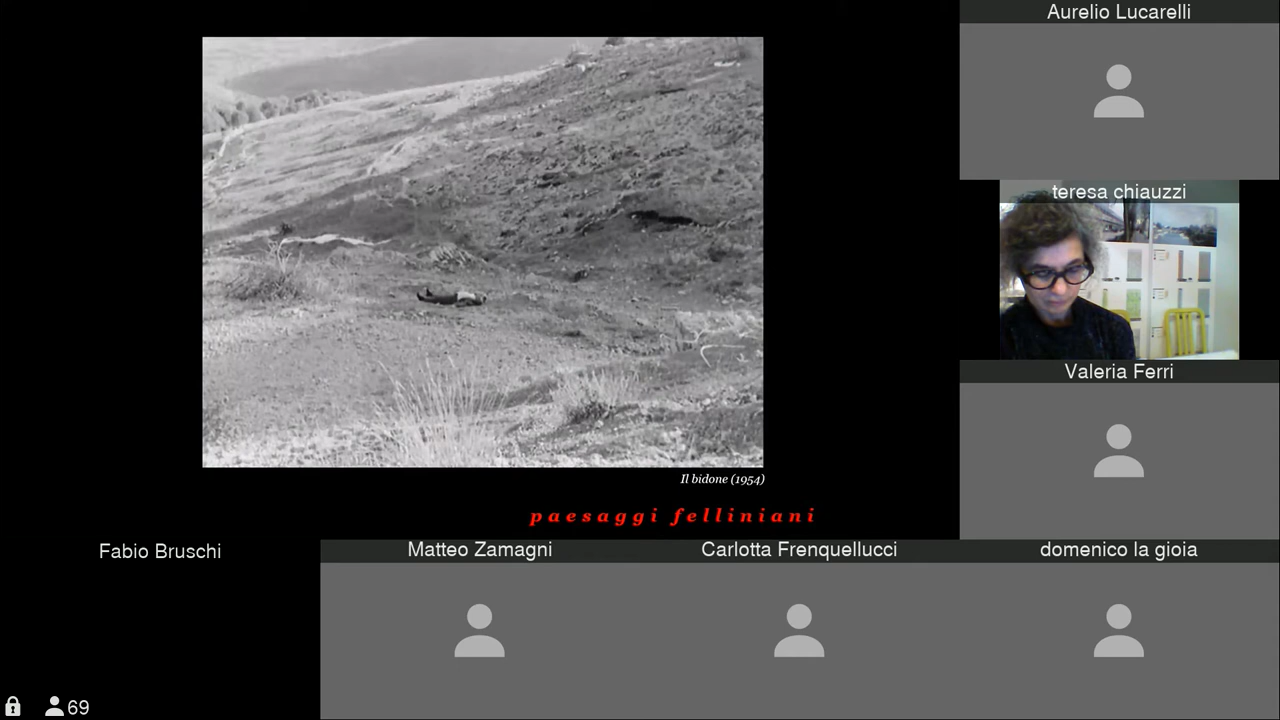 Aurelio Lucarelli
teresa chiauzzi
Valeria Ferri
Il bidone (1954)
paesaggi felliniani
Fabio Bruschi
Matteo Zamagni
Carlotta Frenquellucci
domenico la gioia
69